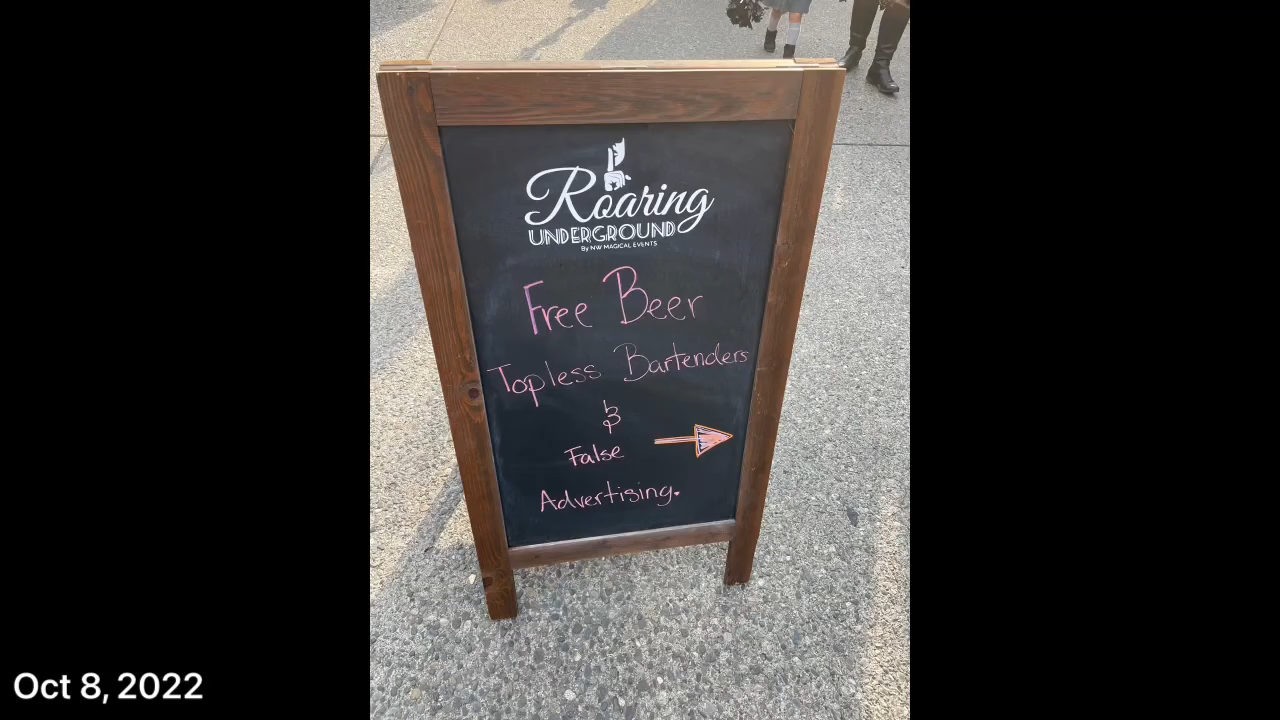 Roaring
UNDERGROUND
By NW MAGICAL EVENTS
Free Beer
Topless Bartenders
&
False
Advertising.
Oct 8, 2022